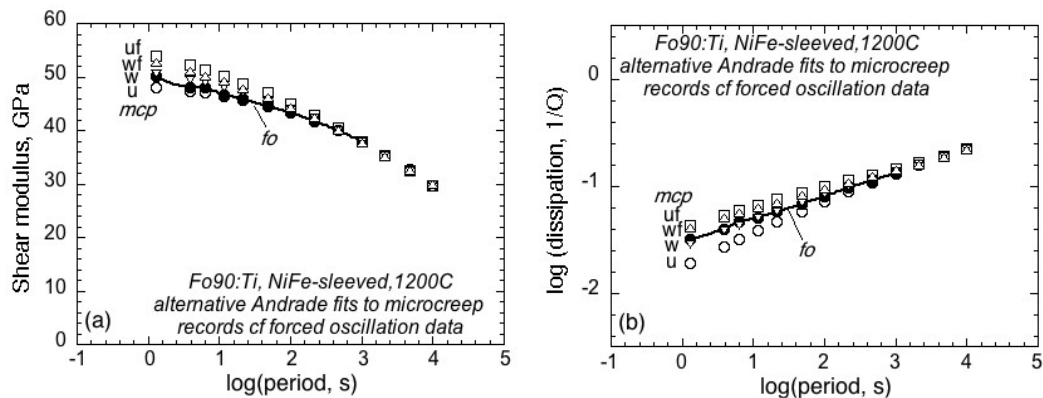 60
50
40
30
20
10
0
Shear modulus, GPa
uf
wf
w
u
mcp
fo
Fo90:Ti, NiFe-sleeved,1200C
alternative Andrade fits to microcreep
records cf forced oscillation data
(a)
-1 0 1 2 3 4 5
log(period, s)
Fo90:Ti, NiFe-sleeved,1200C
alternative Andrade fits to microcreep
records cf forced oscillation data
0
-1
-2
log (dissipation, 1/Q)
mcp
uf
wf
w
u
fo
(b)
-1 0 1 2 3 4 5
log(period, s)